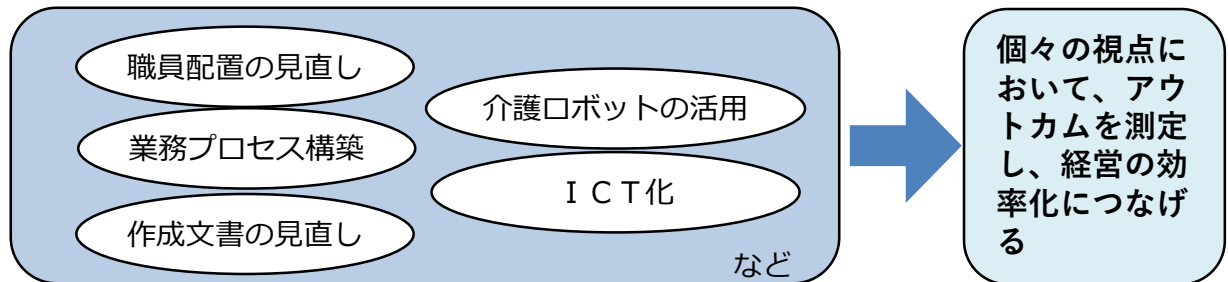 職員配置の見直し
業務プロセス構築
作成文書の見直し
介護ロボットの活用
ＩＣＴ化
など
個々の視点に
おいて、アウ
トカムを測定
し、経営の効
率化につなげ
る